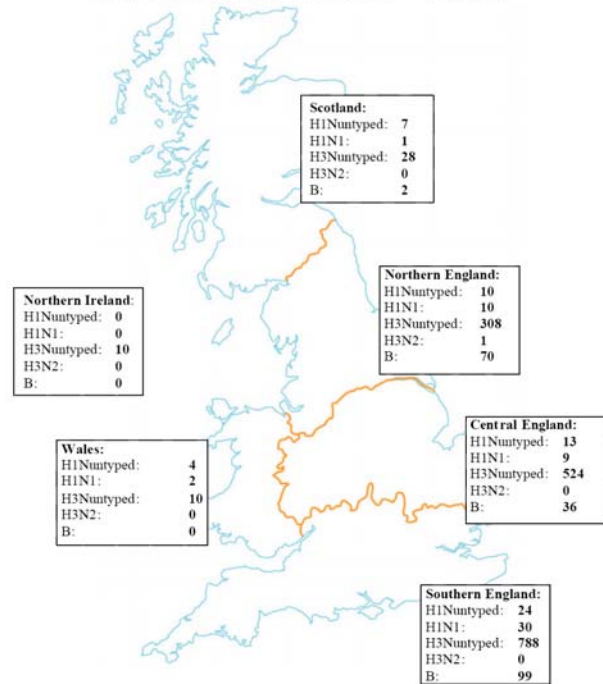 Scotland:
H1Nuntyped: 7
H1N1: 1
H3Nuntyped: 28
H3N2: 0
B: 2
Northern England:
H1Nuntyped: 10
H1N1: 10
H3Nuntyped: 308
H3N2: 1
B: 70
Northern Ireland:
H1Nuntyped: 0
H1N1: 0
H3Nuntyped: 10
H3N2: 0
B: 0
Central England:
H1Nuntyped: 13
H1N1: 9
H3Nuntyped: 524
H3N2: 0
B: 36
Wales:
H1Nuntyped: 4
H1N1: 2
H3Nuntyped: 10
H3N2: 0
B: 0
Southern England:
H1Nuntyped: 24
H1N1: 30
H3Nuntyped: 788
H3N2: 0
B: 99